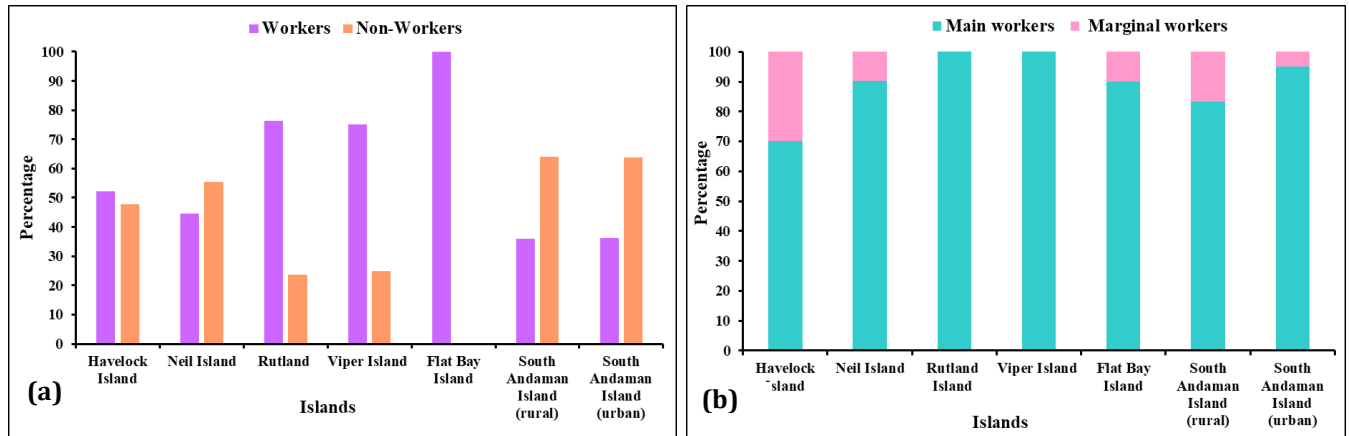 Workers Non-Workers
100
90
80
70
60
50
40
30
20
10
0
Percentage
Havelock Island
Neil Island
Rutland
Viper Island
Flat Bay Island
South Andaman Island (rural)
South Andaman Island (urban)
Islands
(a)
Main workers Marginal workers
100
90
80
70
60
50
40
30
20
10
0
Percentage
Havelock
Neil Island
Rutland Island
Viper Island
Flat Bay Island
South Andaman Island (rural)
South Andaman Island (urban)
Islands
(b)